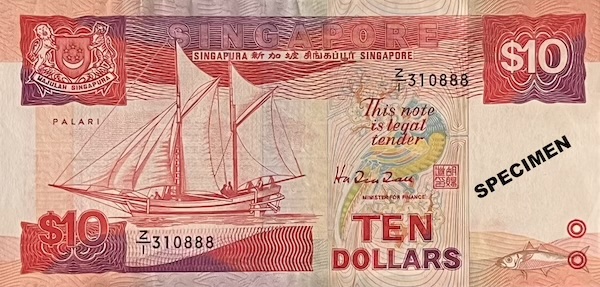 SINGAPORE
SINGAPURA 新加坡 சிங்கப்பூர் SINGAPORE
MAJULAH SINGAPURA
$10
Z/1 310888
PALARI
This note
is legal
tender
MINISTER FOR FINANCE
SPECIMEN
$10
Z/1 310888
TEN
DOLLARS